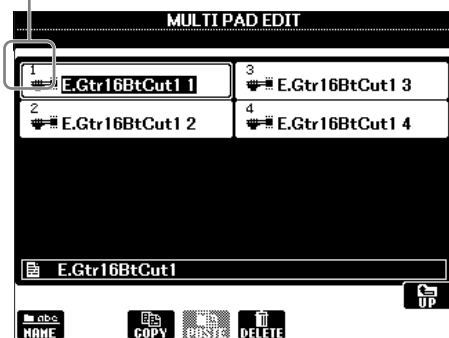 MULTI PAD EDIT
1
E.Gtr16BtCut1 1
3
E.Gtr16BtCut1 3
2
E.Gtr16BtCut1 2
4
E.Gtr16BtCut1 4
E.Gtr16BtCut1
UP
abc
NAME
COPY
PASTE
DELETE